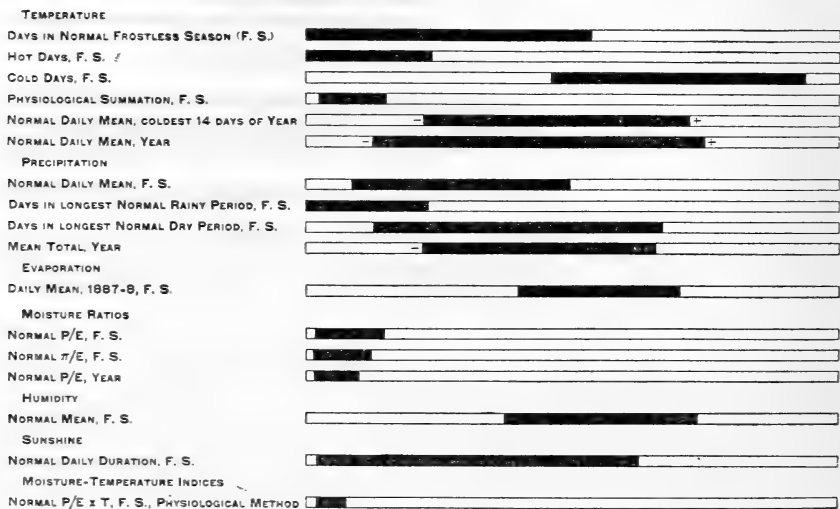 TEMPERATURE
DAYS IN NORMAL FROSTLESS SEASON (F. S.)
HOT DAYS, F. S.
COLD DAYS, F. S.
PHYSIOLOGICAL SUMMATION, F. S.
NORMAL DAILY MEAN, COLDEST 14 DAYS OF YEAR − +
NORMAL DAILY MEAN, YEAR − +
PRECIPITATION
NORMAL DAILY MEAN, F. S.
DAYS IN LONGEST NORMAL RAINY PERIOD, F. S.
DAYS IN LONGEST NORMAL DRY PERIOD, F. S.
MEAN TOTAL, YEAR −
EVAPORATION
DAILY MEAN, 1887-8, F. S.
MOISTURE RATIOS
NORMAL P/E, F. S.
NORMAL π/E, F. S.
NORMAL P/E, YEAR
HUMIDITY
NORMAL MEAN, F. S.
SUNSHINE
NORMAL DAILY DURATION, F. S.
MOISTURE-TEMPERATURE INDICES
NORMAL P/E X T, F. S., PHYSIOLOGICAL METHOD